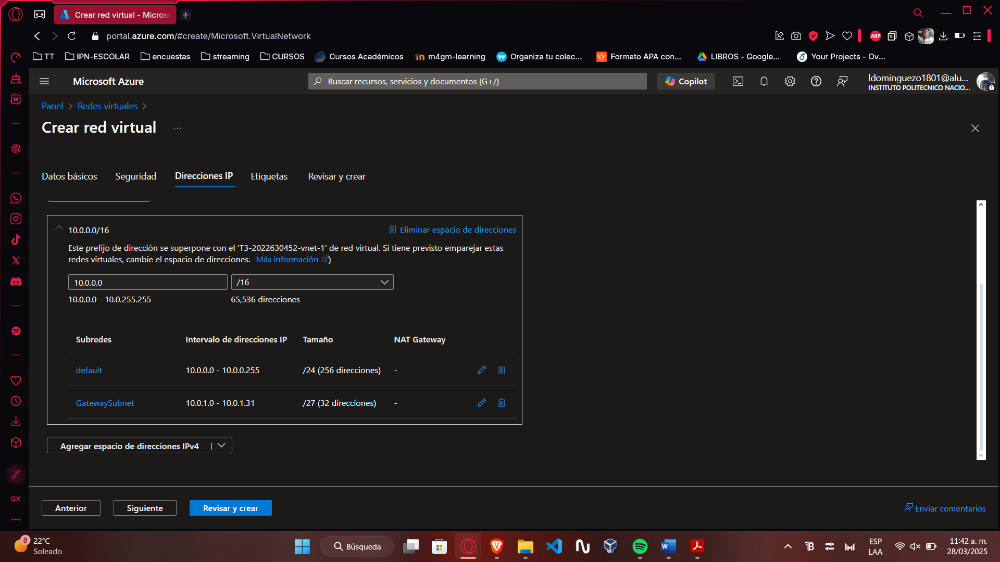 Crear red virtual - Micros
portal.azure.com/#create/Microsoft.VirtualNetwork
ABP
TT
IPN-ESCOLAR
encuestas
streaming
CURSOS
Cursos Académicos
m4gm-learning
Organiza tu colec...
Formato APA con...
LIBROS - Google...
Your Projects - Ov...
Microsoft Azure
Buscar recursos, servicios y documentos (G+/)
Copilot
ldominguezo1801@alu...
INSTITUTO POLITECNICO NACIO...
Panel > Redes virtuales >
Crear red virtual ...
Datos básicos
Seguridad
Direcciones IP
Etiquetas
Revisar y crear
10.0.0.0/16
Eliminar espacio de direcciones
Este prefijo de dirección se superpone con el 'T3-2022630452-vnet-1' de red virtual. Si tiene previsto emparejar estas
redes virtuales, cambie el espacio de direcciones. Más información )
10.0.0.0
/16
10.0.0.0 - 10.0.255.255
65,536 direcciones
Subredes Intervalo de direcciones IP Tamaño NAT Gateway
default 10.0.0.0 - 10.0.0.255 /24 (256 direcciones) -
GatewaySubnet 10.0.1.0 - 10.0.1.31 /27 (32 direcciones) -
Agregar espacio de direcciones IPv4
Anterior
Siguiente
Revisar y crear
Enviar comentarios
GX
8
22°C
Soleado
Búsqueda
ESP
LAA
11:42 a. m.
28/03/2025